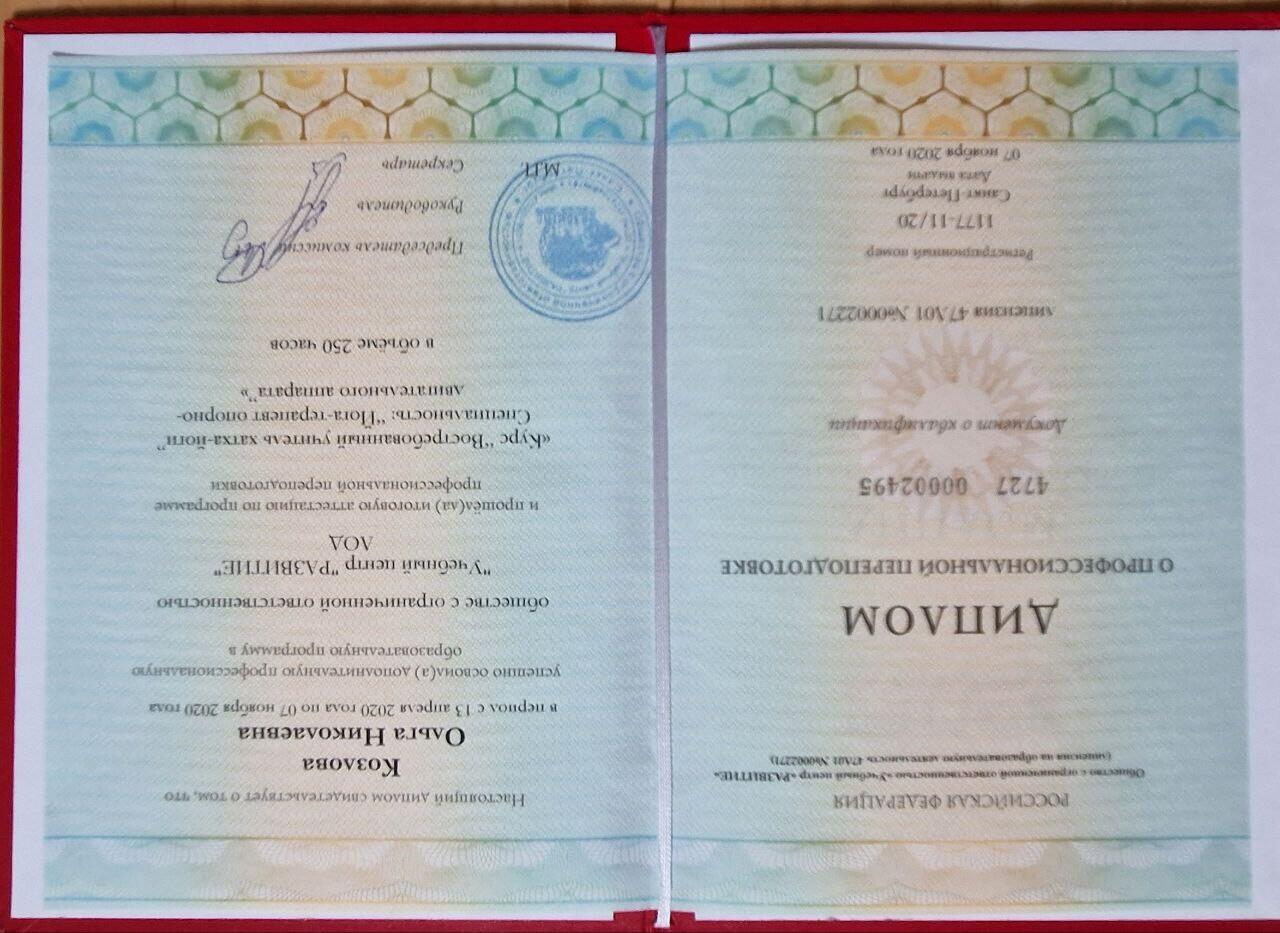 РОССИЙСКАЯ ФЕДЕРАЦИЯ
Общество с ограниченной ответственностью «Учебный центр «РАЗВИТИЕ»
(лицензия на образовательную деятельность 47Л01 №0002271)
ДИПЛОМ
О ПРОФЕССИОНАЛЬНОЙ ПЕРЕПОДГОТОВКЕ
4727 00002495
Документ о квалификации
лицензия 47Л01 №0002271
Регистрационный номер
1177-11/20
Санкт-Петербург
Дата выдачи
07 ноября 2020 года
Настоящий диплом свидетельствует о том, что
Козлова
Ольга Николаевна
в период с 13 апреля 2020 года по 07 ноября 2020 года
успешно освоил(а) дополнительную профессиональную
образовательную программу в
обществе с ограниченной ответственностью
"Учебный центр "РАЗВИТИЕ"
ЛОД
и прошёл(ла) итоговую аттестацию по программе
профессиональной переподготовки
«Курс "Востребованный учитель хатха-йоги"
Специальность: "Йога-терапевт опорно-
двигательного аппарата"»
в объёме 250 часов
Председатель комиссии
Руководитель
Секретарь
М.П.